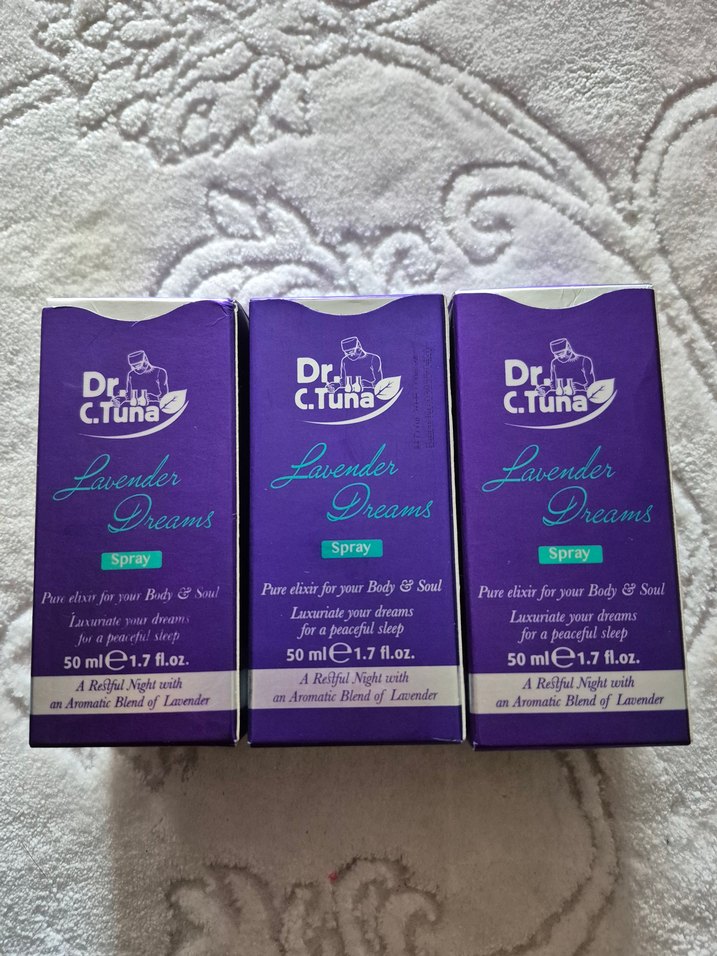 Dr.
C.Tuna
Lavender
Dreams
Spray
Pure elixir for your Body & Soul
Luxuriate your dreams
for a peaceful sleep
50 ml e 1.7 fl.oz.
A Restful Night with
an Aromatic Blend of Lavender
Dr.
C.Tuna
Lavender
Dreams
Spray
Pure elixir for your Body & Soul
Luxuriate your dreams
for a peaceful sleep
50 ml e 1.7 fl.oz.
A Restful Night with
an Aromatic Blend of Lavender
Dr.
C.Tuna
Lavender
Dreams
Spray
Pure elixir for your Body & Soul
Luxuriate your dreams
for a peaceful sleep
50 ml e 1.7 fl.oz.
A Restful Night with
an Aromatic Blend of Lavender